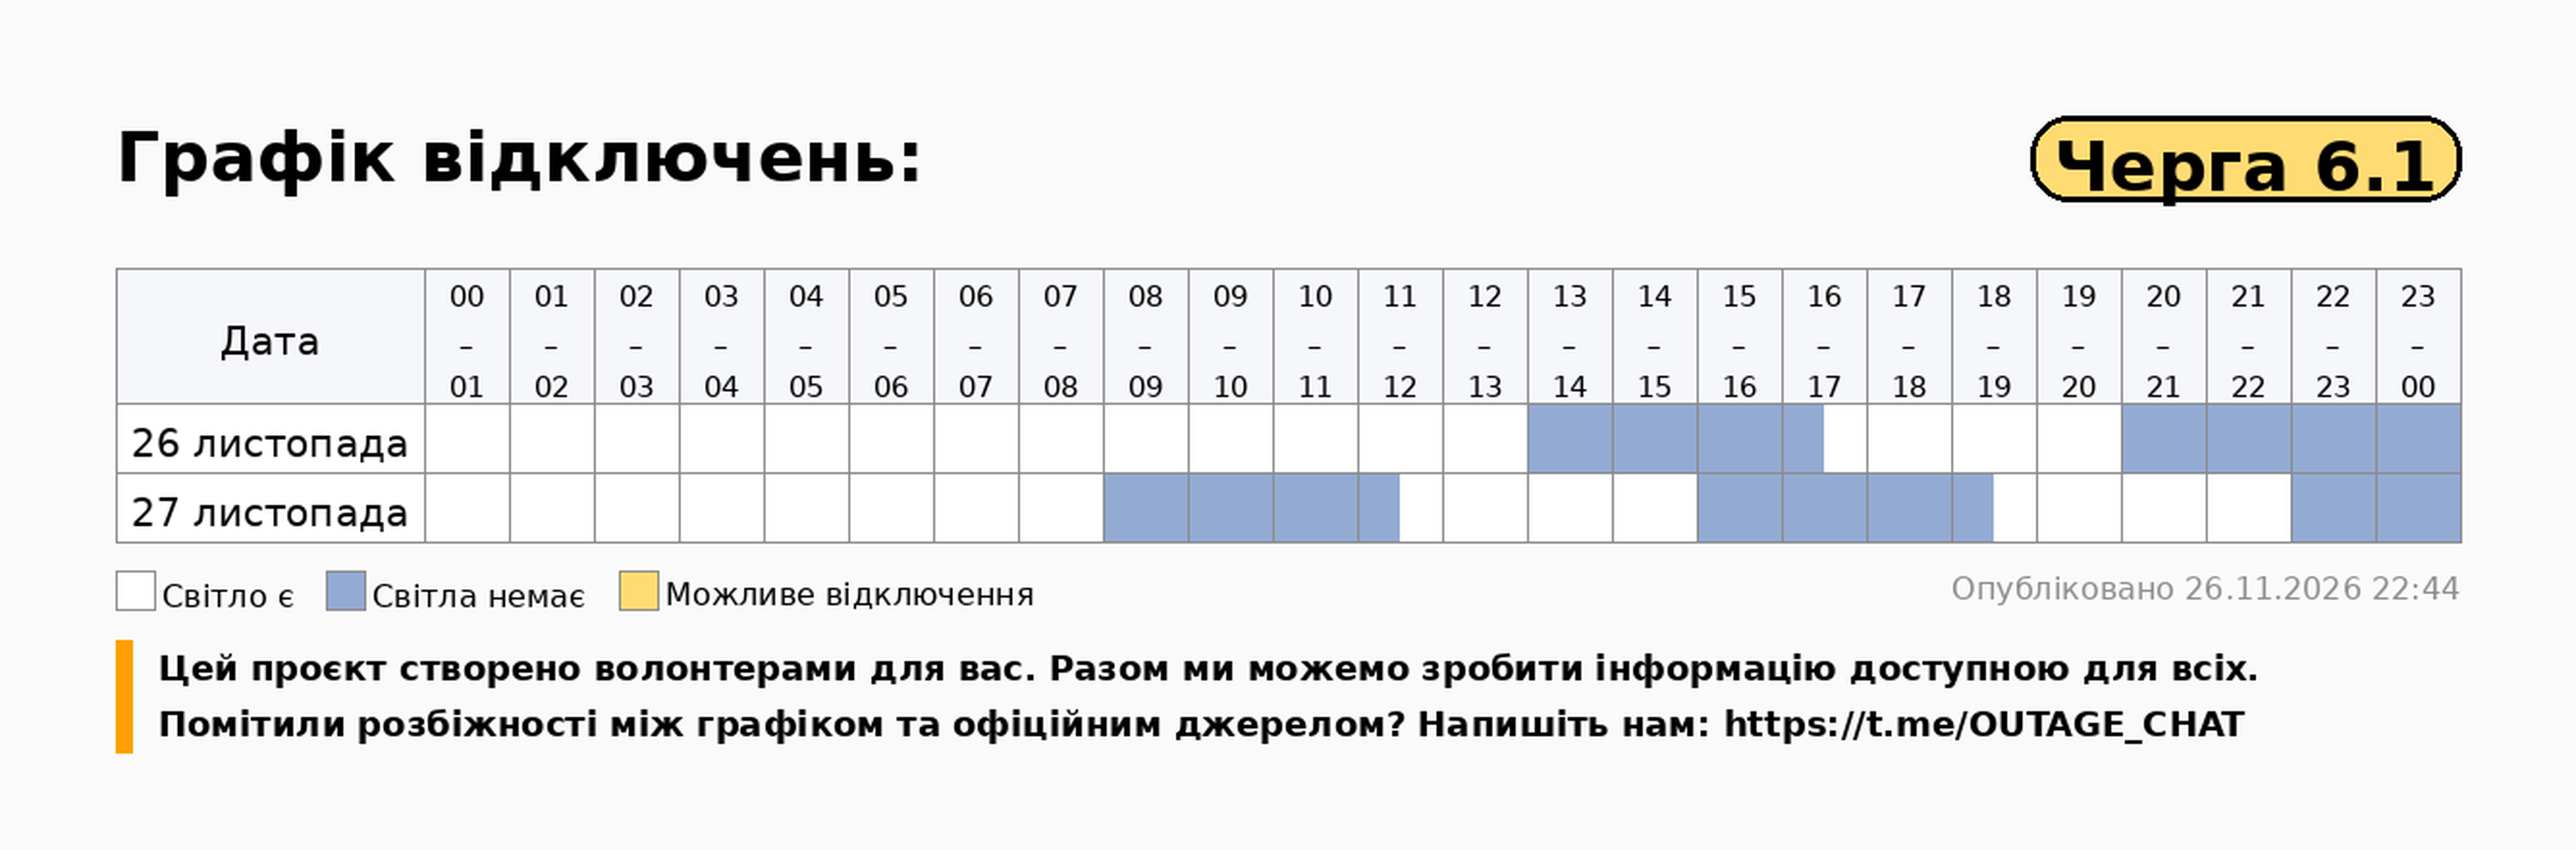 Графік відключень:
Черга 6.1
Дата
00 – 01
01 – 02
02 – 03
03 – 04
04 – 05
05 – 06
06 – 07
07 – 08
08 – 09
09 – 10
10 – 11
11 – 12
12 – 13
13 – 14
14 – 15
15 – 16
16 – 17
17 – 18
18 – 19
19 – 20
20 – 21
21 – 22
22 – 23
23 – 00
26 листопада
27 листопада
Світло є
Світла немає
Можливе відключення
Опубліковано 26.11.2026 22:44
Цей проєкт створено волонтерами для вас. Разом ми можемо зробити інформацію доступною для всіх.
Помітили розбіжності між графіком та офіційним джерелом? Напишіть нам: https://t.me/OUTAGE_CHAT